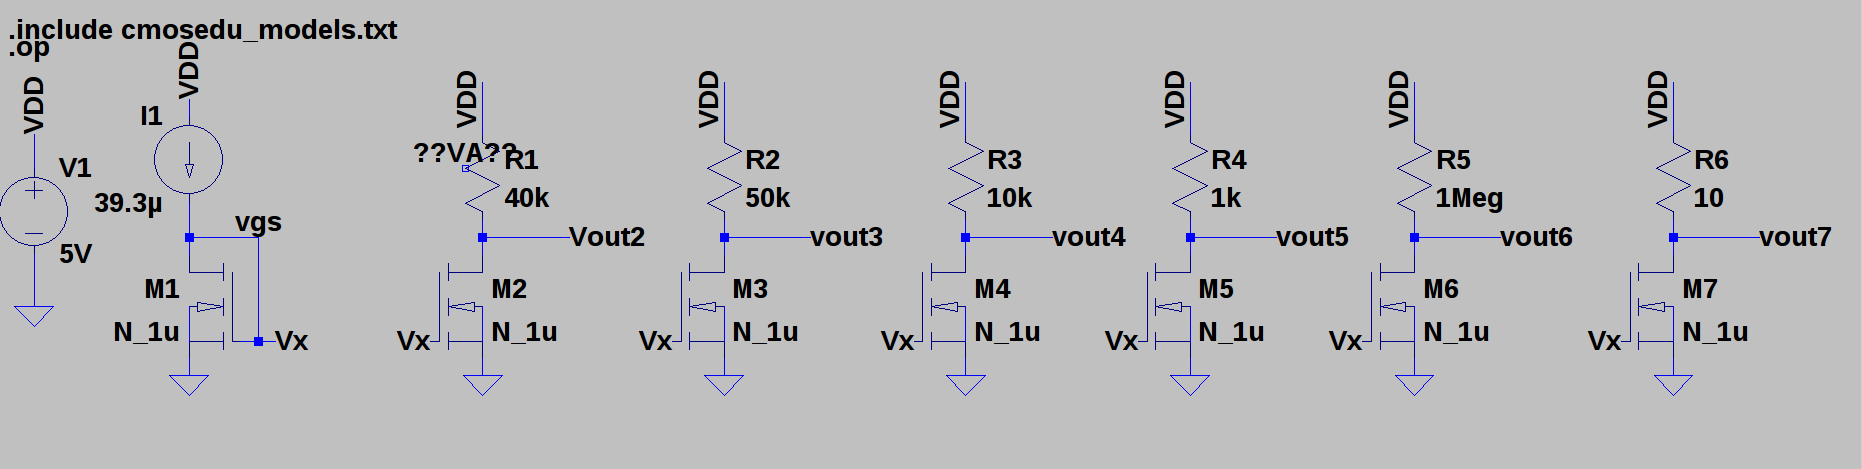 .include cmosedu_models.txt
.op
VDD
V1
5V
VDD
I1
39.3µ
vgs
M1
N_1u
Vx
VDD
??VA??
R1
40k
Vout2
M2
N_1u
Vx
VDD
R2
50k
vout3
M3
N_1u
Vx
VDD
R3
10k
vout4
M4
N_1u
Vx
VDD
R4
1k
vout5
M5
N_1u
Vx
VDD
R5
1Meg
vout6
M6
N_1u
Vx
VDD
R6
10
vout7
M7
N_1u
Vx